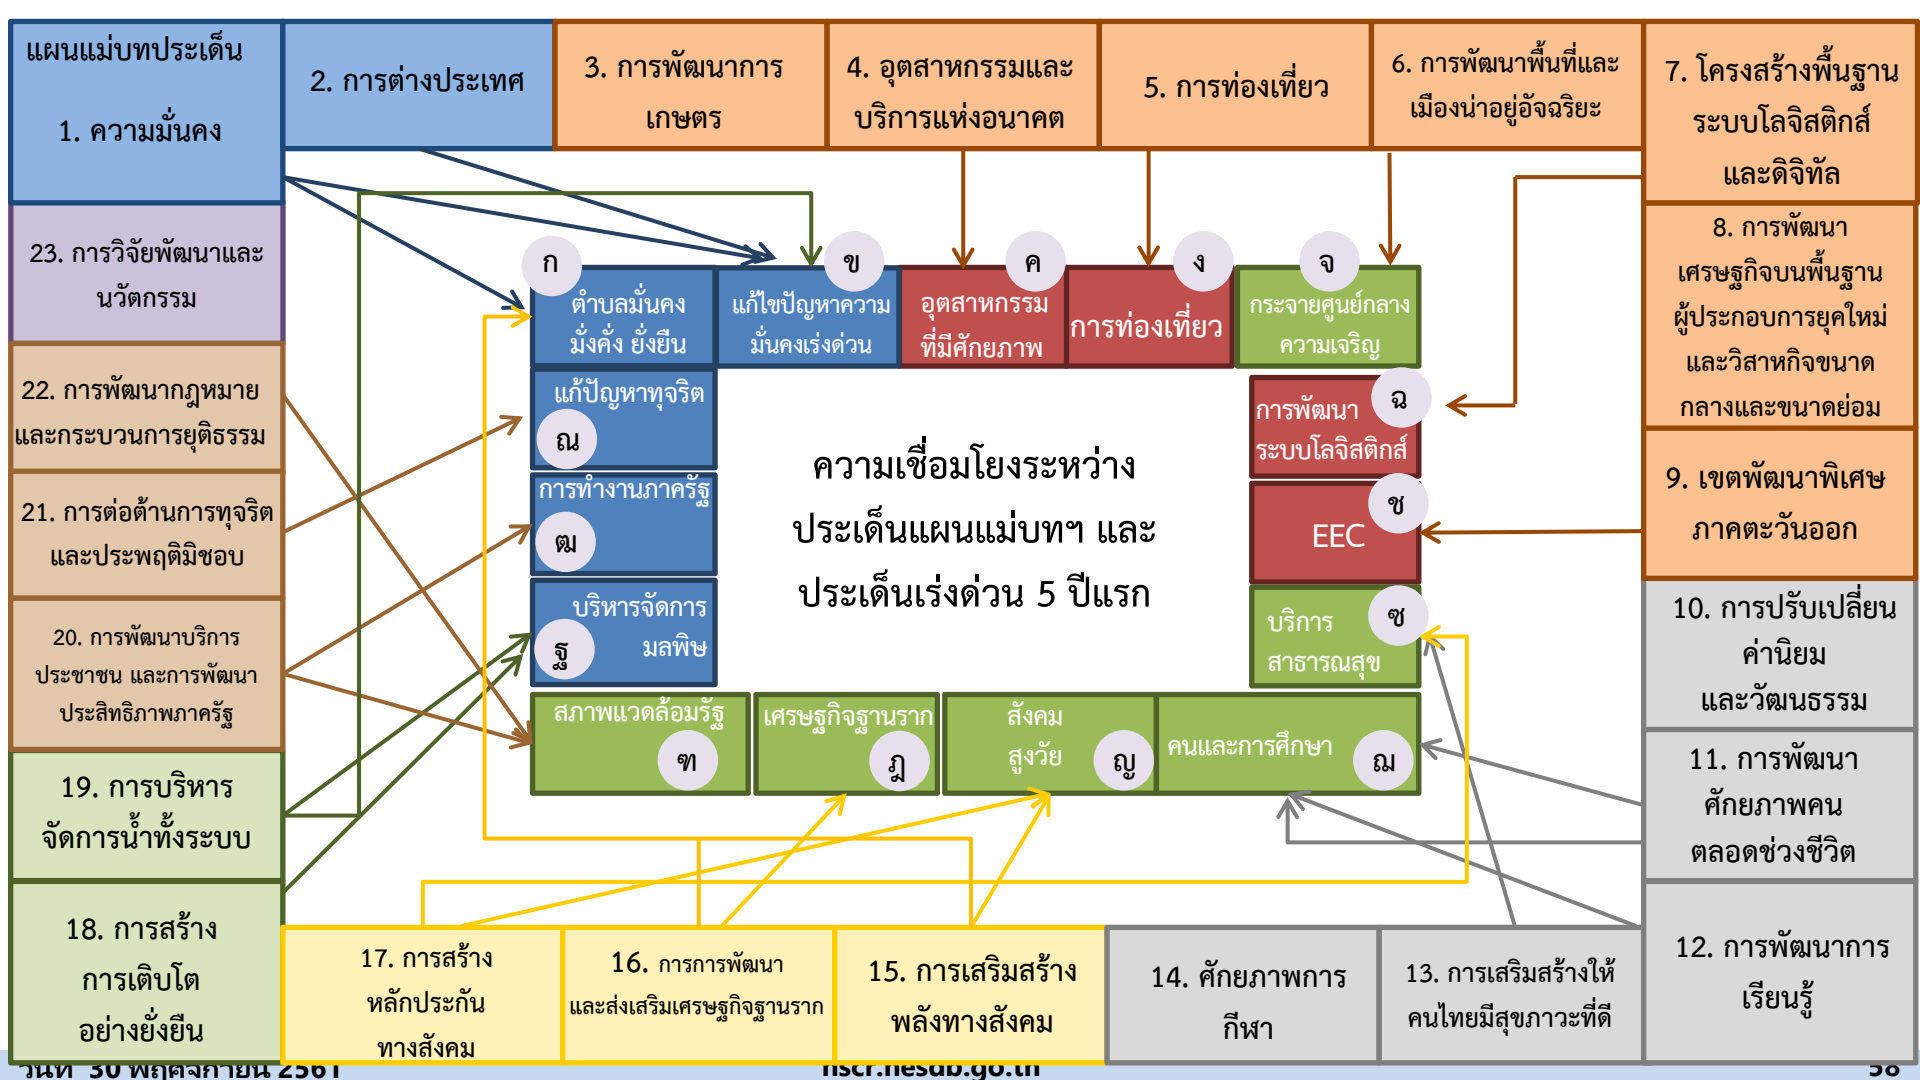 แผนแม่บทประเด็น
1. ความมั่นคง
2. การต่างประเทศ
3. การพัฒนาการ
เกษตร
4. อุตสาหกรรมและ
บริการแห่งอนาคต
5. การท่องเที่ยว
6. การพัฒนาพื้นที่และ
เมืองน่าอยู่อัจฉริยะ
7. โครงสร้างพื้นฐาน
ระบบโลจิสติกส์
และดิจิทัล
8. การพัฒนา
เศรษฐกิจบนพื้นฐาน
ผู้ประกอบการยุคใหม่
และวิสาหกิจขนาด
กลางและขนาดย่อม
9. เขตพัฒนาพิเศษ
ภาคตะวันออก
10. การปรับเปลี่ยน
ค่านิยม
และวัฒนธรรม
11. การพัฒนา
ศักยภาพคน
ตลอดช่วงชีวิต
12. การพัฒนาการ
เรียนรู้
13. การเสริมสร้างให้
คนไทยมีสุขภาวะที่ดี
14. ศักยภาพการ
กีฬา
15. การเสริมสร้าง
พลังทางสังคม
16. การการพัฒนา
และส่งเสริมเศรษฐกิจฐานราก
17. การสร้าง
หลักประกัน
ทางสังคม
18. การสร้าง
การเติบโต
อย่างยั่งยืน
19. การบริหาร
จัดการน้ำทั้งระบบ
20. การพัฒนาบริการ
ประชาชน และการพัฒนา
ประสิทธิภาพภาครัฐ
21. การต่อต้านการทุจริต
และประพฤติมิชอบ
22. การพัฒนากฎหมาย
และกระบวนการยุติธรรม
23. การวิจัยพัฒนาและ
นวัตกรรม
ก
ตำบลมั่นคง
มั่งคั่ง ยั่งยืน
ข
แก้ไขปัญหาความ
มั่นคงเร่งด่วน
ค
อุตสาหกรรม
ที่มีศักยภาพ
ง
การท่องเที่ยว
จ
กระจายศูนย์กลาง
ความเจริญ
ฉ
การพัฒนา
ระบบโลจิสติกส์
ช
EEC
ซ
บริการ
สาธารณสุข
คนและการศึกษา
ฌ
สังคม
สูงวัย
ญ
เศรษฐกิจฐานราก
ฎ
สภาพแวดล้อมรัฐ
ฑ
บริหารจัดการ
มลพิษ
ฐ
การทำงานภาครัฐ
ฒ
แก้ปัญหาทุจริต
ณ
ความเชื่อมโยงระหว่าง
ประเด็นแผนแม่บทฯ และ
ประเด็นเร่งด่วน 5 ปีแรก
วันที่ 30 พฤศจิกายน 2561
nscr.nesdb.go.th
58